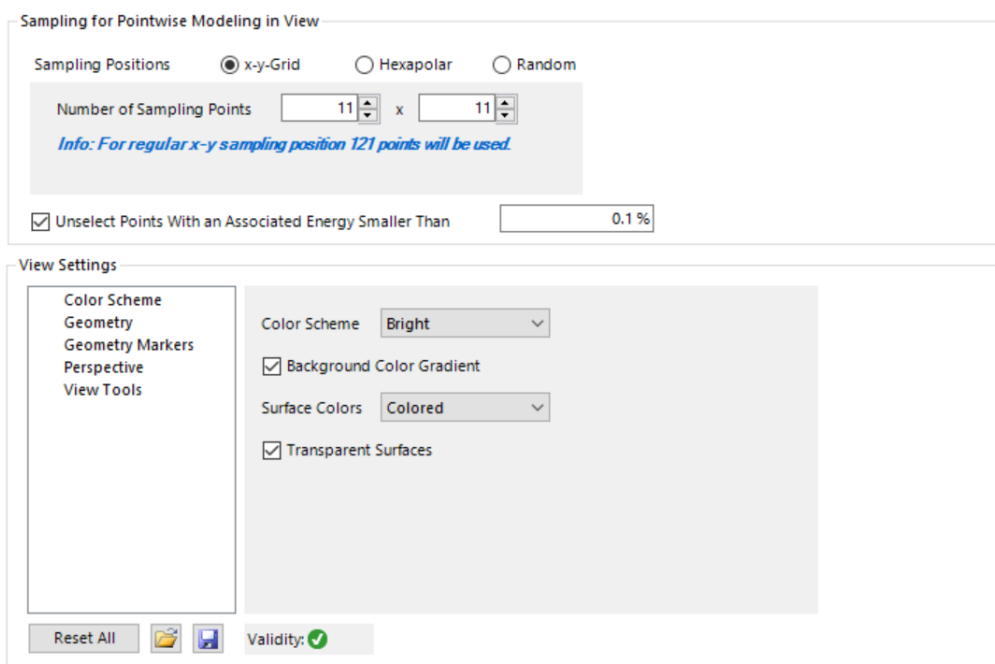 Sampling for Pointwise Modeling in View
Sampling Positions x-y-Grid Hexapolar Random
Number of Sampling Points 11 x 11
Info: For regular x-y sampling position 121 points will be used.
Unselect Points With an Associated Energy Smaller Than 0.1 %
View Settings
Color Scheme
Geometry
Geometry Markers
Perspective
View Tools
Color Scheme Bright
Background Color Gradient
Surface Colors Colored
Transparent Surfaces
Reset All Validity: